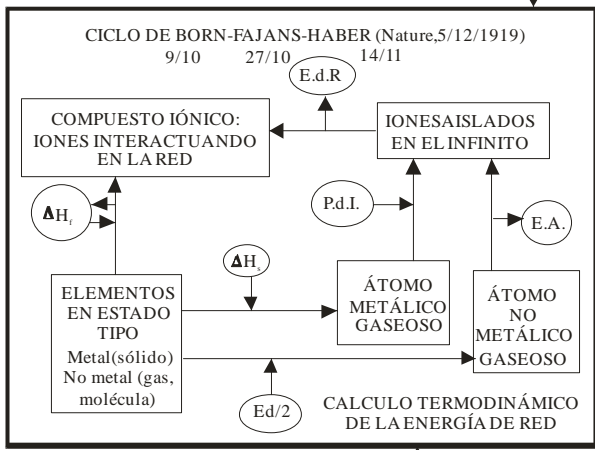 CICLO DE BORN-FAJANS-HABER (Nature,5/12/1919)
9/10 27/10 14/11
E.d.R
COMPUESTO IÓNICO:
IONES INTERACTUANDO
EN LA RED
IONESAISLADOS
EN EL INFINITO
ΔHf
P.d.I.
E.A.
ΔHs
ELEMENTOS
EN ESTADO
TIPO
Metal(sólido)
No metal (gas,
molécula)
ÁTOMO
METÁLICO
GASEOSO
ÁTOMO
NO
METÁLICO
GASEOSO
Ed/2
CALCULO TERMODINÁMICO
DE LA ENERGÍA DE RED